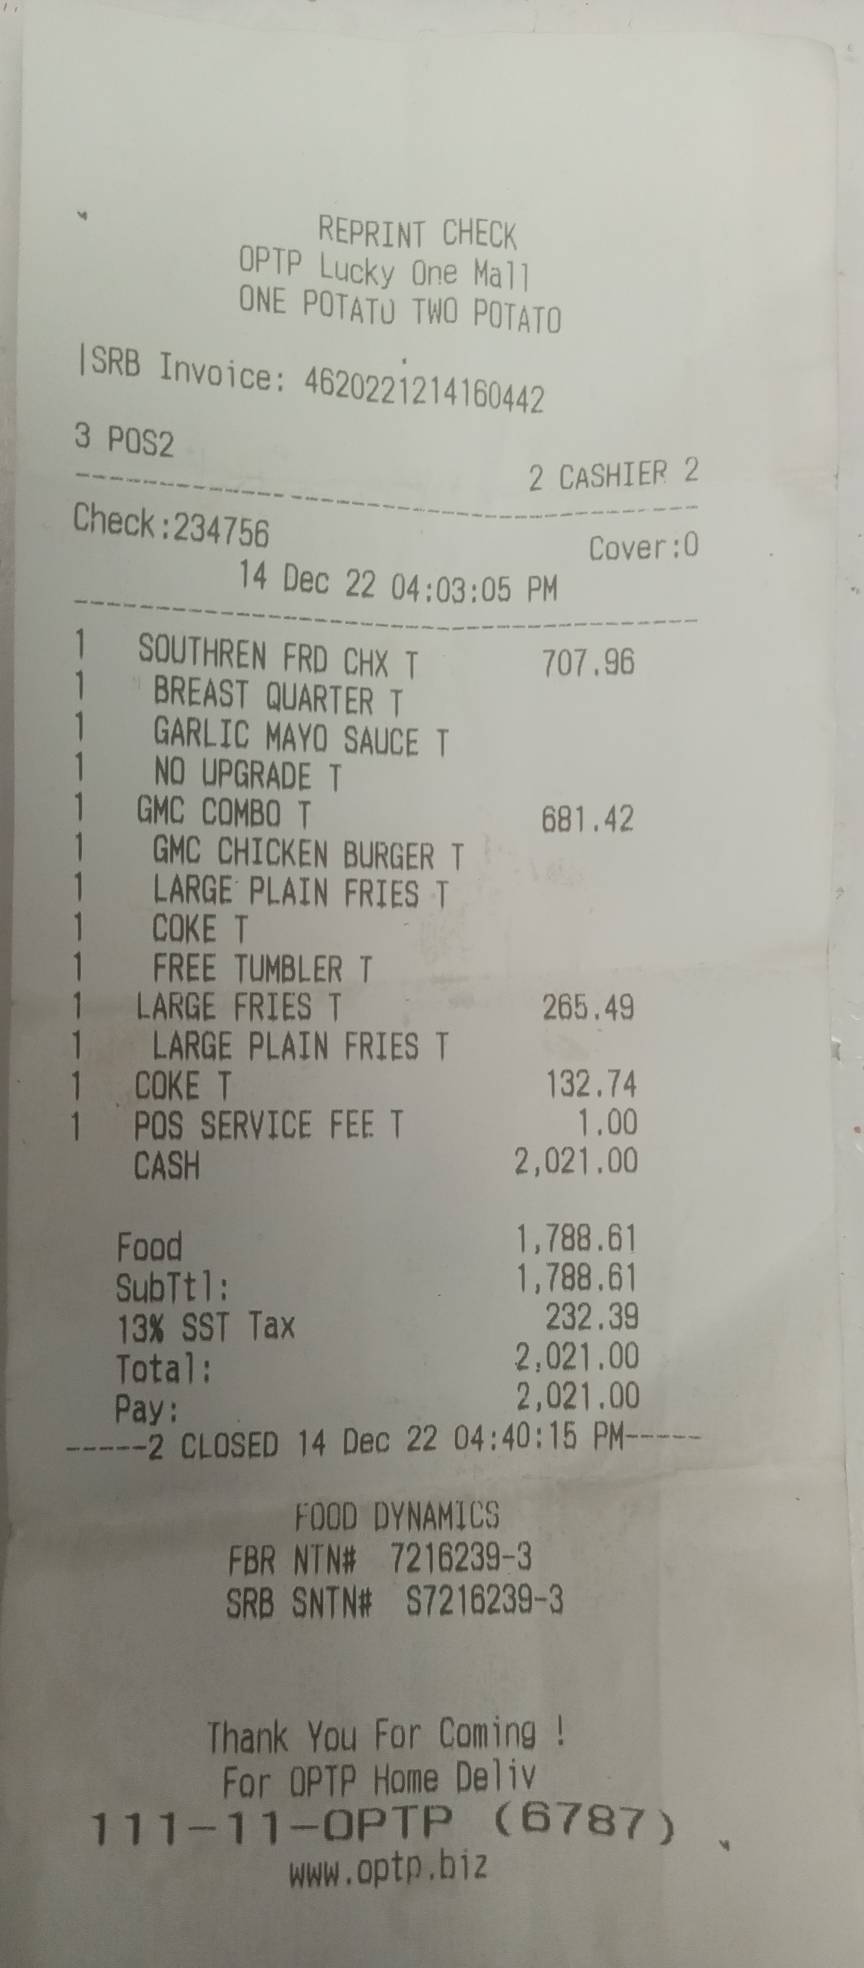 REPRINT CHECK
OPTP Lucky One Mall
ONE POTATO TWO POTATO
|SRB Invoice: 4620221214160442
3 POS2
2 CASHIER 2
--------------------------------
Check:234756 Cover:0
14 Dec 22 04:03:05 PM
--------------------------------
1 SOUTHREN FRD CHX T 707.96
1 BREAST QUARTER T
1 GARLIC MAYO SAUCE T
1 NO UPGRADE T
1 GMC COMBO T 681.42
1 GMC CHICKEN BURGER T
1 LARGE PLAIN FRIES T
1 COKE T
1 FREE TUMBLER T
1 LARGE FRIES T 265.49
1 LARGE PLAIN FRIES T
1 COKE T 132.74
1 POS SERVICE FEE T 1.00
CASH 2,021.00
Food 1,788.61
SubTtl: 1,788.61
13% SST Tax 232.39
Total: 2,021.00
Pay: 2,021.00
-----2 CLOSED 14 Dec 22 04:40:15 PM-----
FOOD DYNAMICS
FBR NTN# 7216239-3
SRB SNTN# S7216239-3
Thank You For Coming !
For OPTP Home Deliv
111-11-OPTP (6787)
www.optp.biz